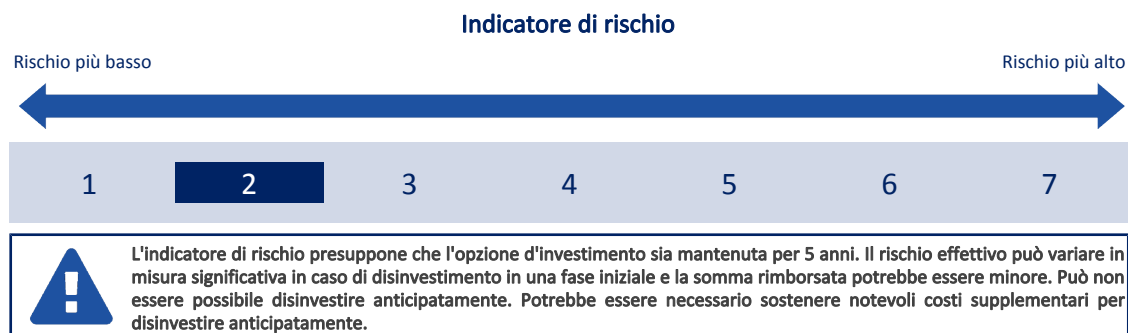 Indicatore di rischio
Rischio più basso
Rischio più alto
1 2 3 4 5 6 7
L'indicatore di rischio presuppone che l'opzione d'investimento sia mantenuta per 5 anni. Il rischio effettivo può variare in
misura significativa in caso di disinvestimento in una fase iniziale e la somma rimborsata potrebbe essere minore. Può non
essere possibile disinvestire anticipatamente. Potrebbe essere necessario sostenere notevoli costi supplementari per
disinvestire anticipatamente.